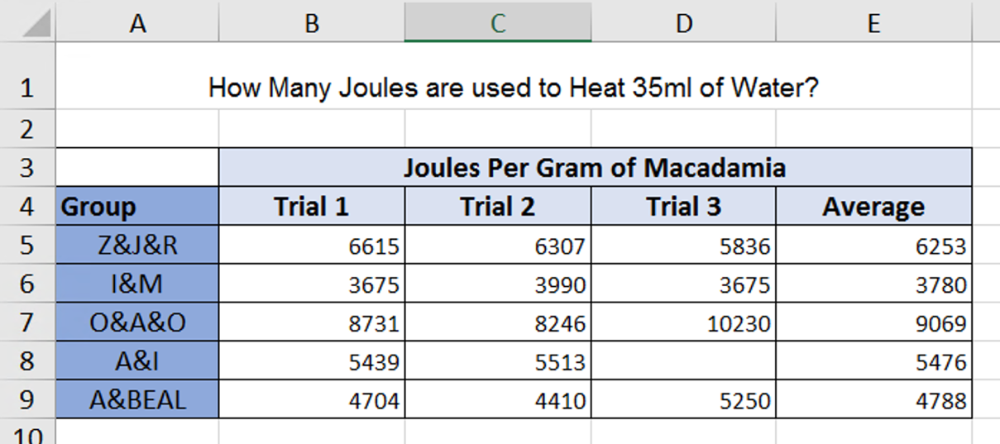 A B C D E
1 How Many Joules are used to Heat 35ml of Water?
2
3 Joules Per Gram of Macadamia
4 Group Trial 1 Trial 2 Trial 3 Average
5 Z&J&R 6615 6307 5836 6253
6 I&M 3675 3990 3675 3780
7 O&A&O 8731 8246 10230 9069
8 A&I 5439 5513 5476
9 A&BEAL 4704 4410 5250 4788
10